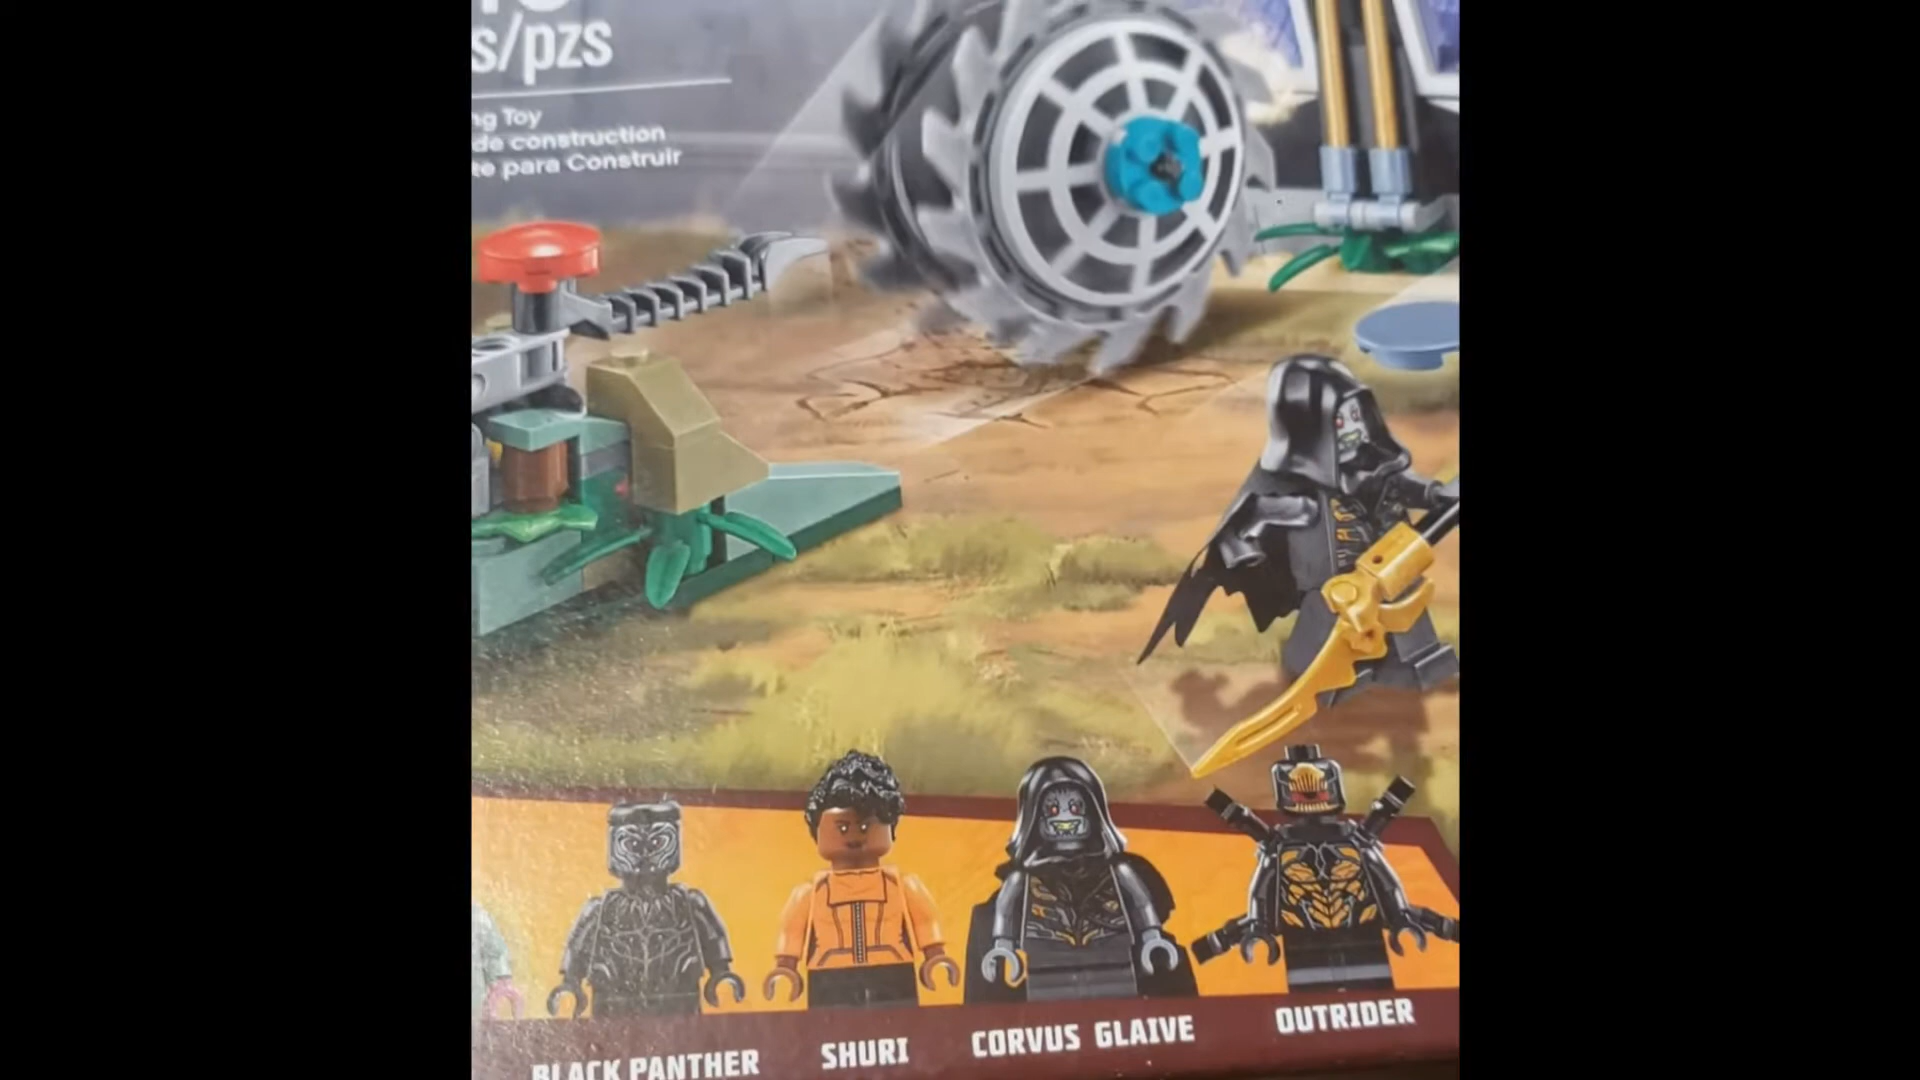 s/pzs
ng Toy
de construction
te para Construir
BLACK PANTHER
SHURI
CORVUS GLAIVE
OUTRIDER